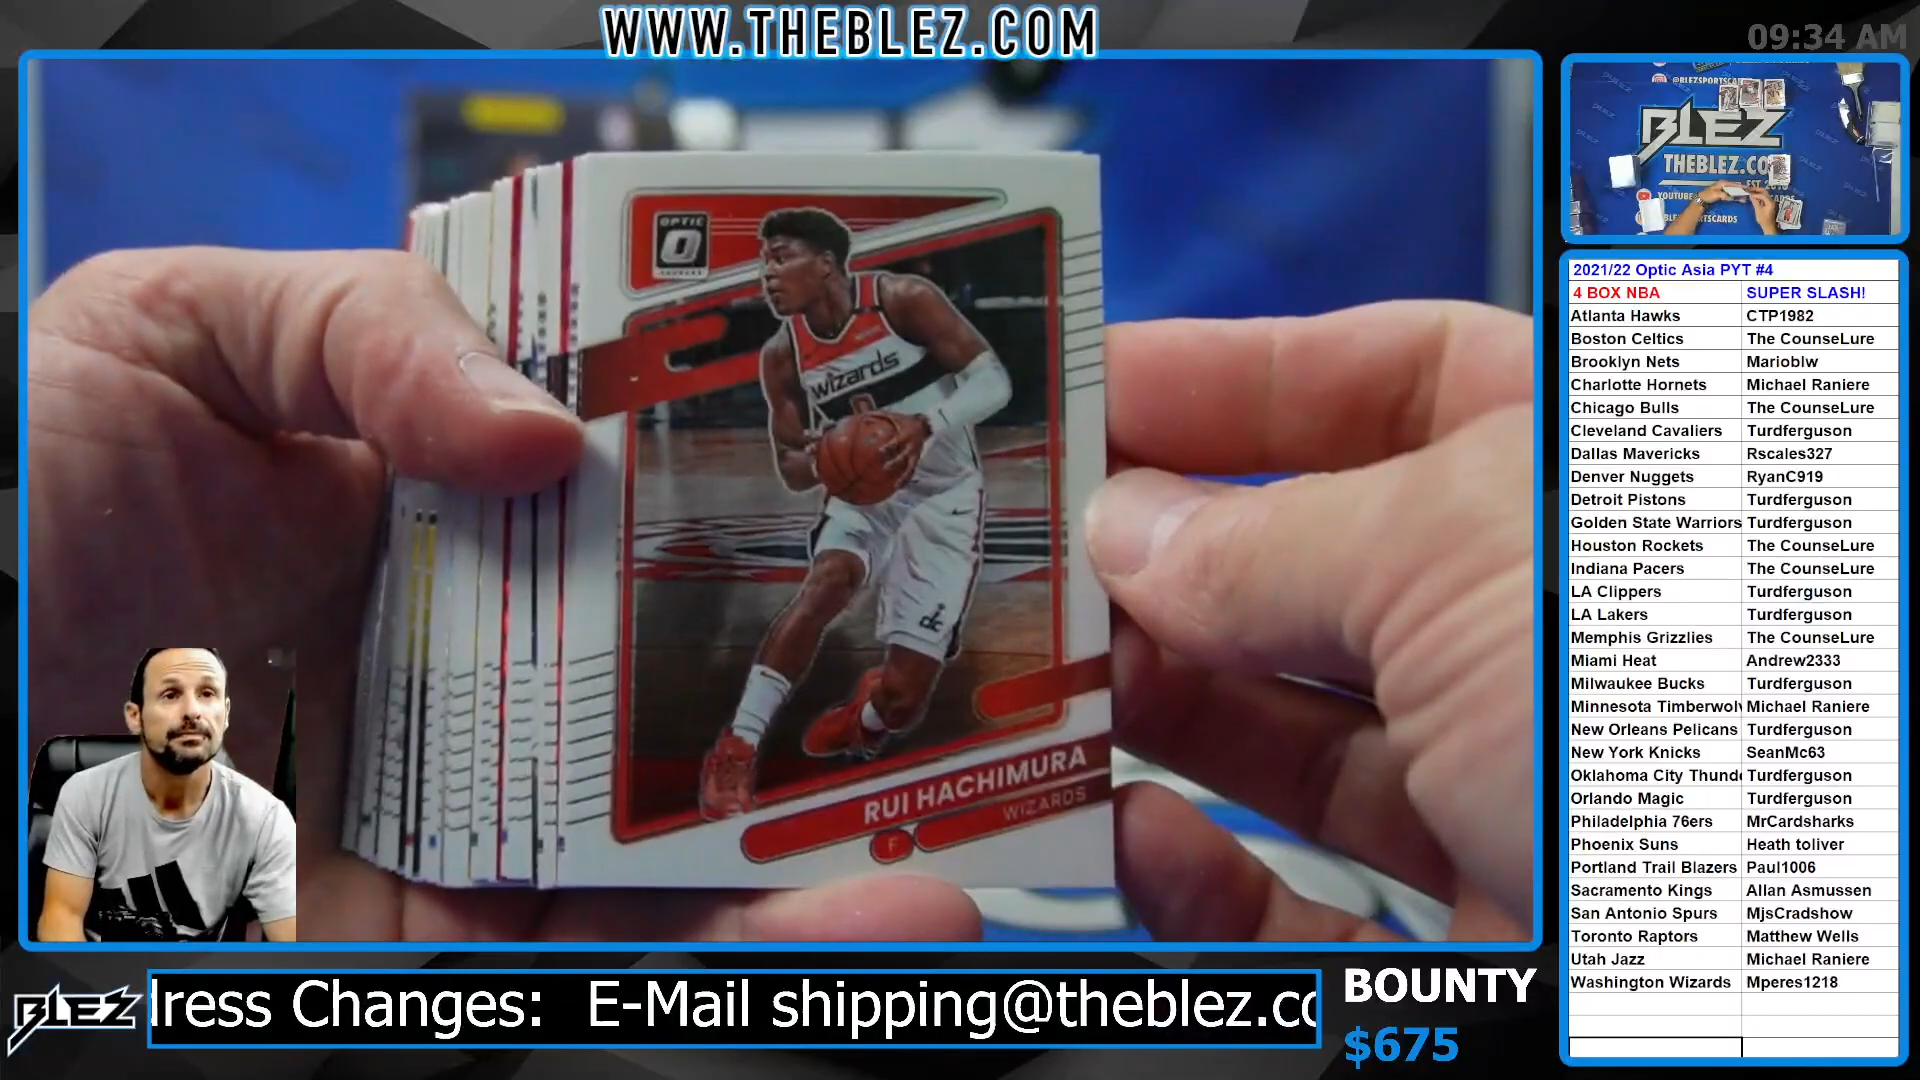 WWW.THEBLEZ.COM
09:34 AM
@BLEZSPORTSCA
BLEZ
THEBLEZ.CO
YOUTUBE
OPTIC
wizards
dc
RUI HACHIMURA
WIZARDS
F
2021/22 Optic Asia PYT #4
4 BOX NBA SUPER SLASH!
Atlanta Hawks CTP1982
Boston Celtics The CounseLure
Brooklyn Nets Marioblw
Charlotte Hornets Michael Raniere
Chicago Bulls The CounseLure
Cleveland Cavaliers Turdferguson
Dallas Mavericks Rscales327
Denver Nuggets RyanC919
Detroit Pistons Turdferguson
Golden State Warriors Turdferguson
Houston Rockets The CounseLure
Indiana Pacers The CounseLure
LA Clippers Turdferguson
LA Lakers Turdferguson
Memphis Grizzlies The CounseLure
Miami Heat Andrew2333
Milwaukee Bucks Turdferguson
Minnesota Timberwolv Michael Raniere
New Orleans Pelicans Turdferguson
New York Knicks SeanMc63
Oklahoma City Thund Turdferguson
Orlando Magic Turdferguson
Philadelphia 76ers MrCardsharks
Phoenix Suns Heath toliver
Portland Trail Blazers Paul1006
Sacramento Kings Allan Asmussen
San Antonio Spurs MjsCradshow
Toronto Raptors Matthew Wells
Utah Jazz Michael Raniere
Washington Wizards Mperes1218
BLEZ
dress Changes: E-Mail shipping@theblez.co
BOUNTY
$675